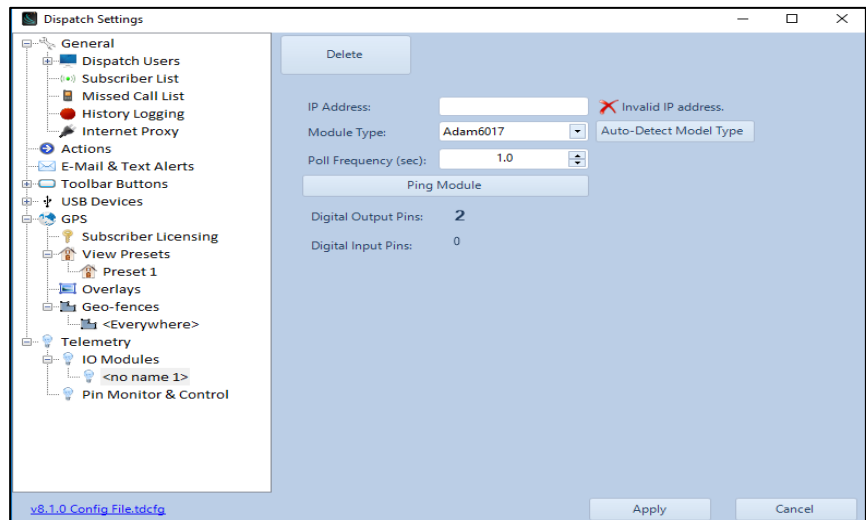 Dispatch Settings
General
Dispatch Users
Subscriber List
Missed Call List
History Logging
Internet Proxy
Actions
E-Mail & Text Alerts
Toolbar Buttons
USB Devices
GPS
Subscriber Licensing
View Presets
Preset 1
Overlays
Geo-fences
<Everywhere>
Telemetry
IO Modules
<no name 1>
Pin Monitor & Control
v8.1.0 Config File.tdcfg
Delete
IP Address: Invalid IP address.
Module Type: Adam6017 Auto-Detect Model Type
Poll Frequency (sec): 1.0
Ping Module
Digital Output Pins: 2
Digital Input Pins: 0
Apply Cancel